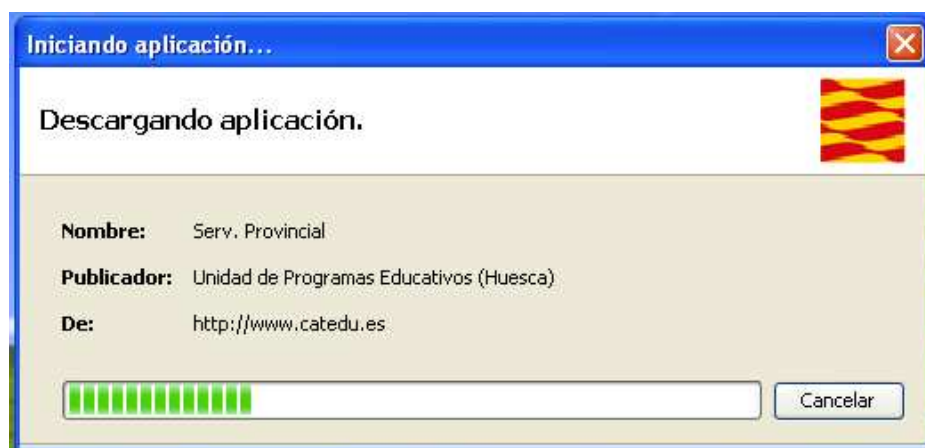 Iniciando aplicación...
Descargando aplicación.
Nombre: Serv. Provincial
Publicador: Unidad de Programas Educativos (Huesca)
De: http://www.catedu.es
Cancelar